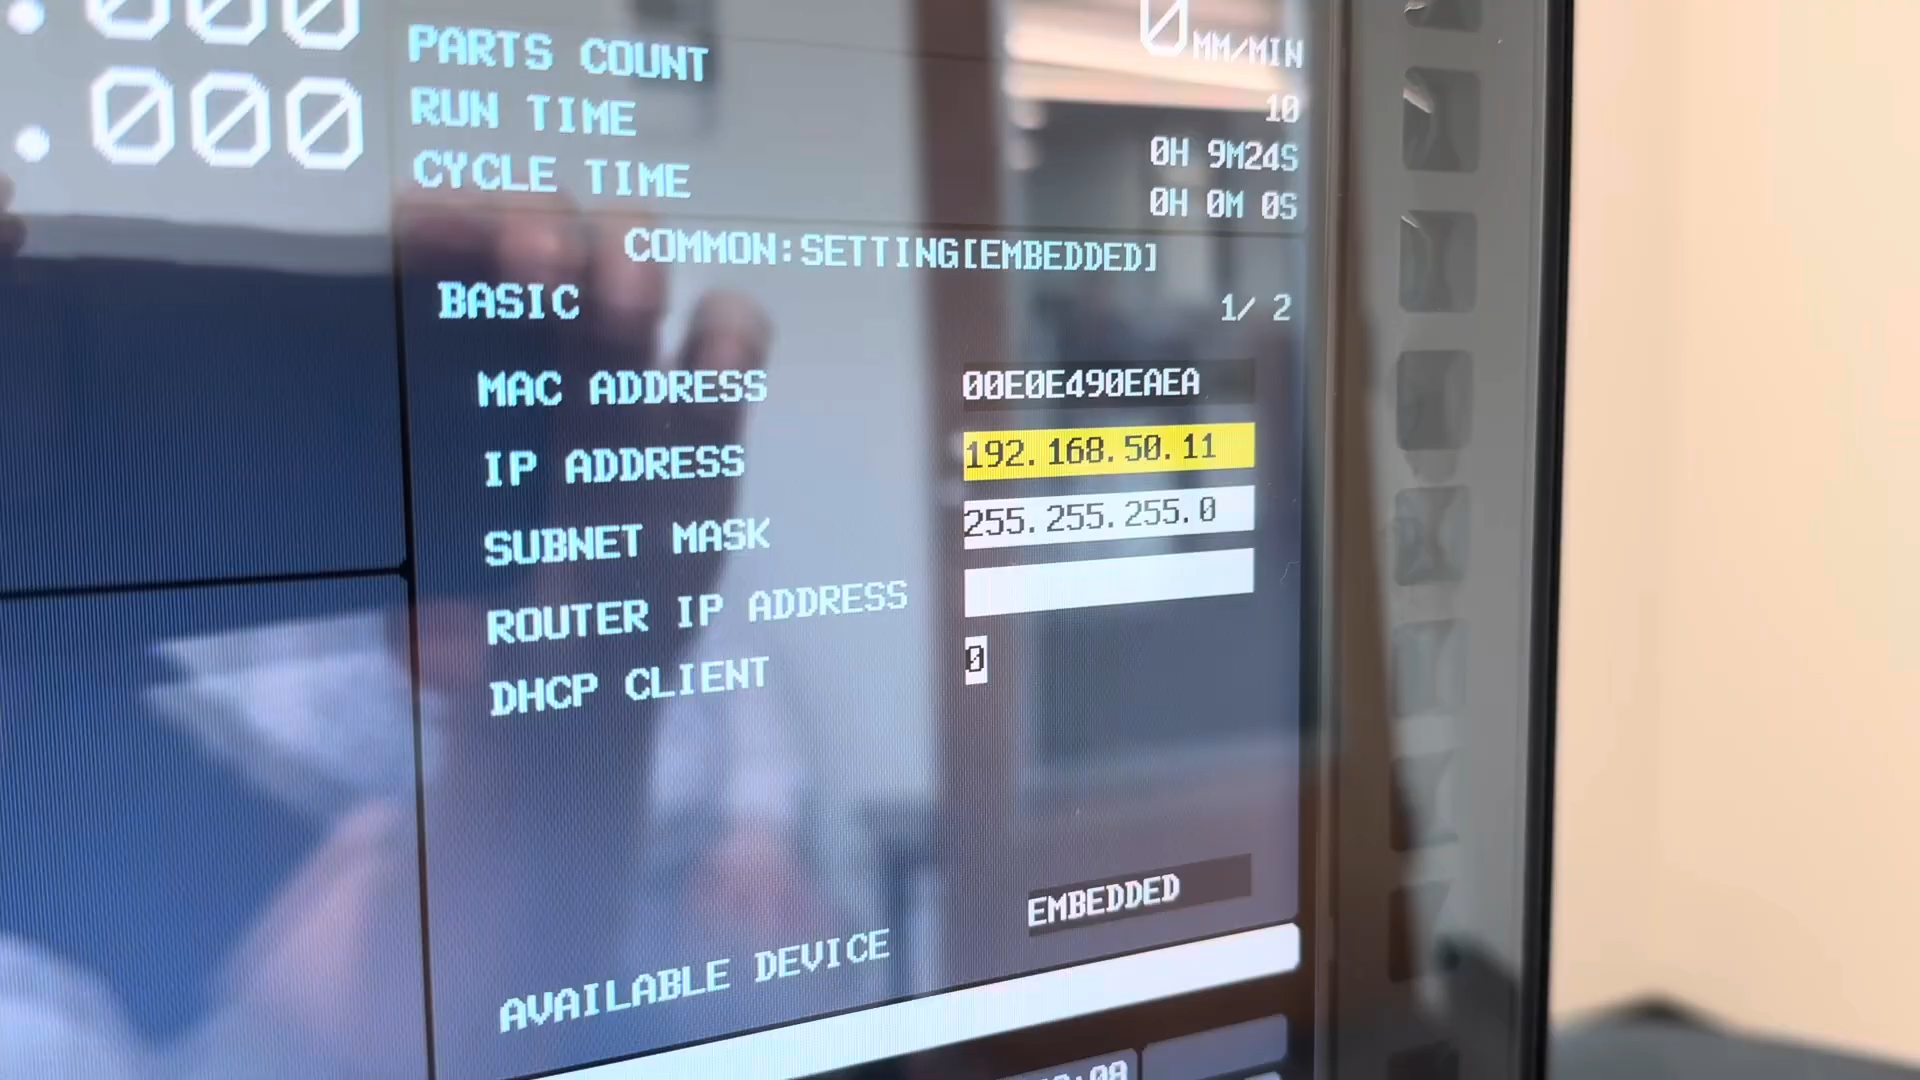 .000
0 MM/MIN
.000
PARTS COUNT 10
RUN TIME 0H 9M24S
CYCLE TIME 0H 0M 0S
COMMON:SETTING[EMBEDDED]
BASIC 1/ 2
MAC ADDRESS 00E0E490EAEA
IP ADDRESS 192.168.50.11
SUBNET MASK 255.255.255.0
ROUTER IP ADDRESS
DHCP CLIENT 0
EMBEDDED
AVAILABLE DEVICE
:08